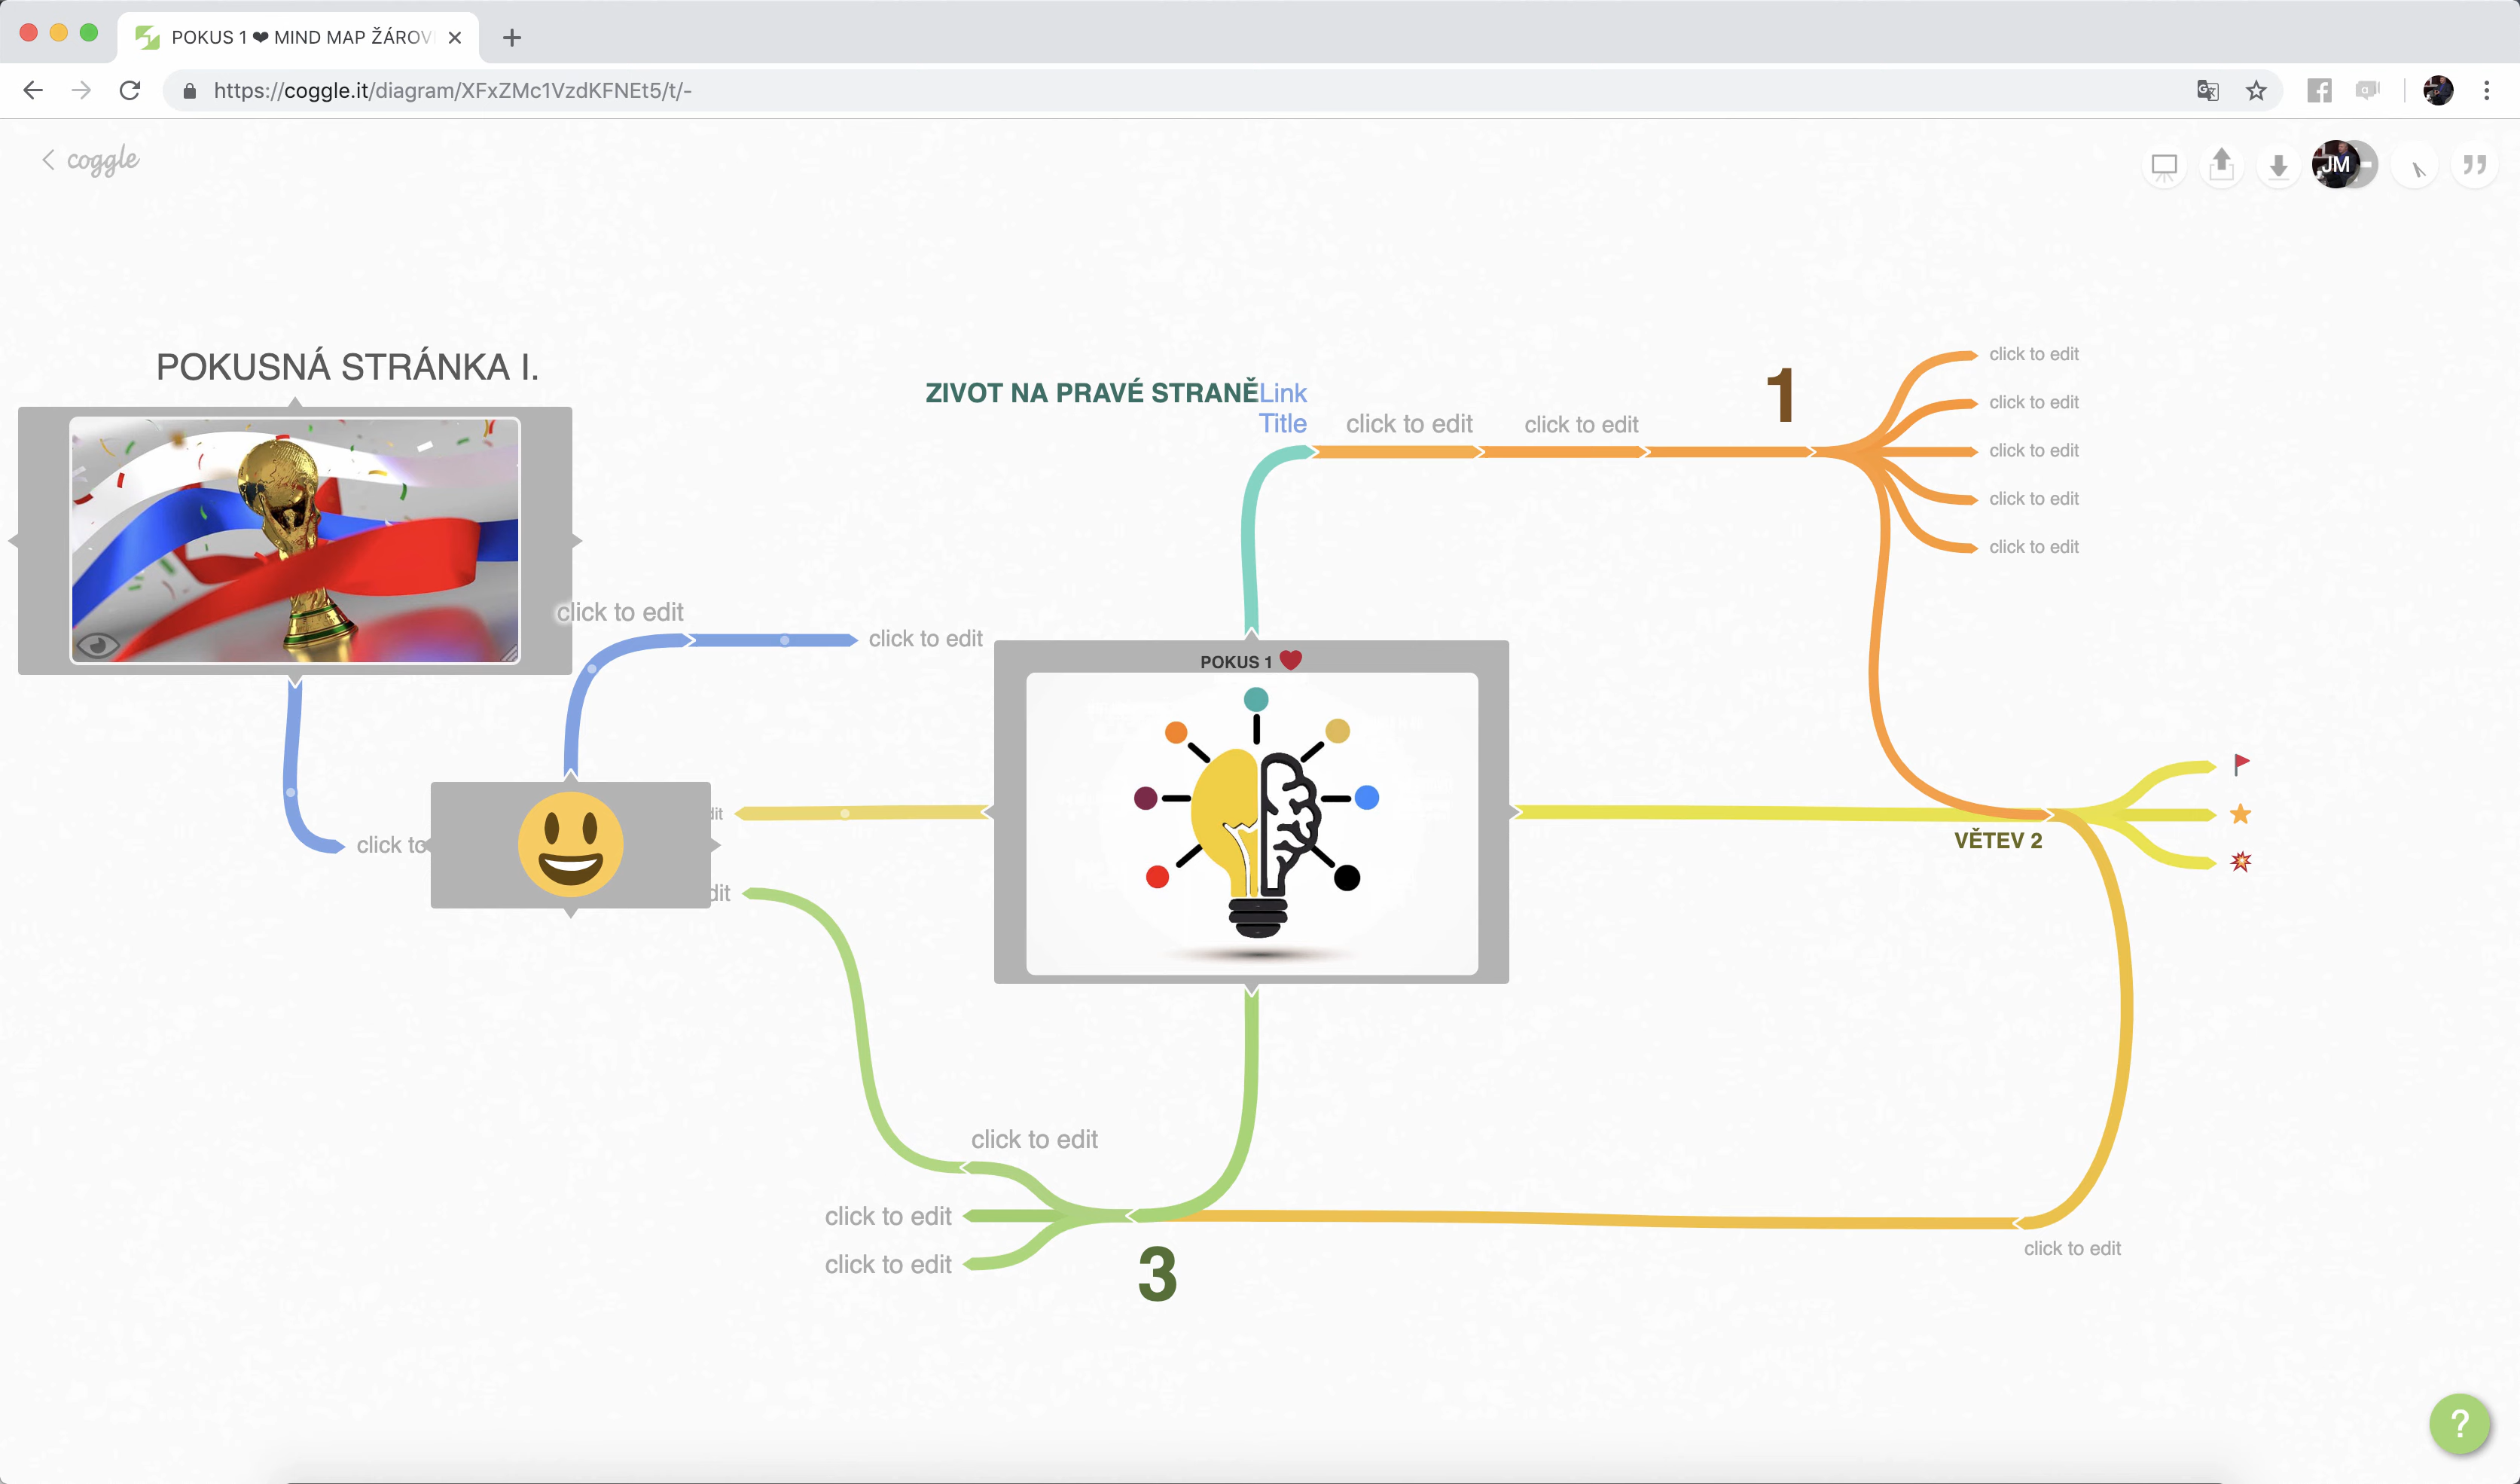 POKUS 1 ❤ MIND MAP ŽÁROV
https://coggle.it/diagram/XFxZMc1VzdKFNEt5/t/-
coggle
JM
POKUSNÁ STRÁNKA I.
ZIVOT NA PRAVÉ STRANĚLink
Title
click to edit
click to edit
1
click to edit
click to edit
click to edit
click to edit
click to edit
click to edit
click to edit
POKUS 1 ❤
click to
dit
dit
VĚTEV 2
click to edit
click to edit
click to edit
3
click to edit
?